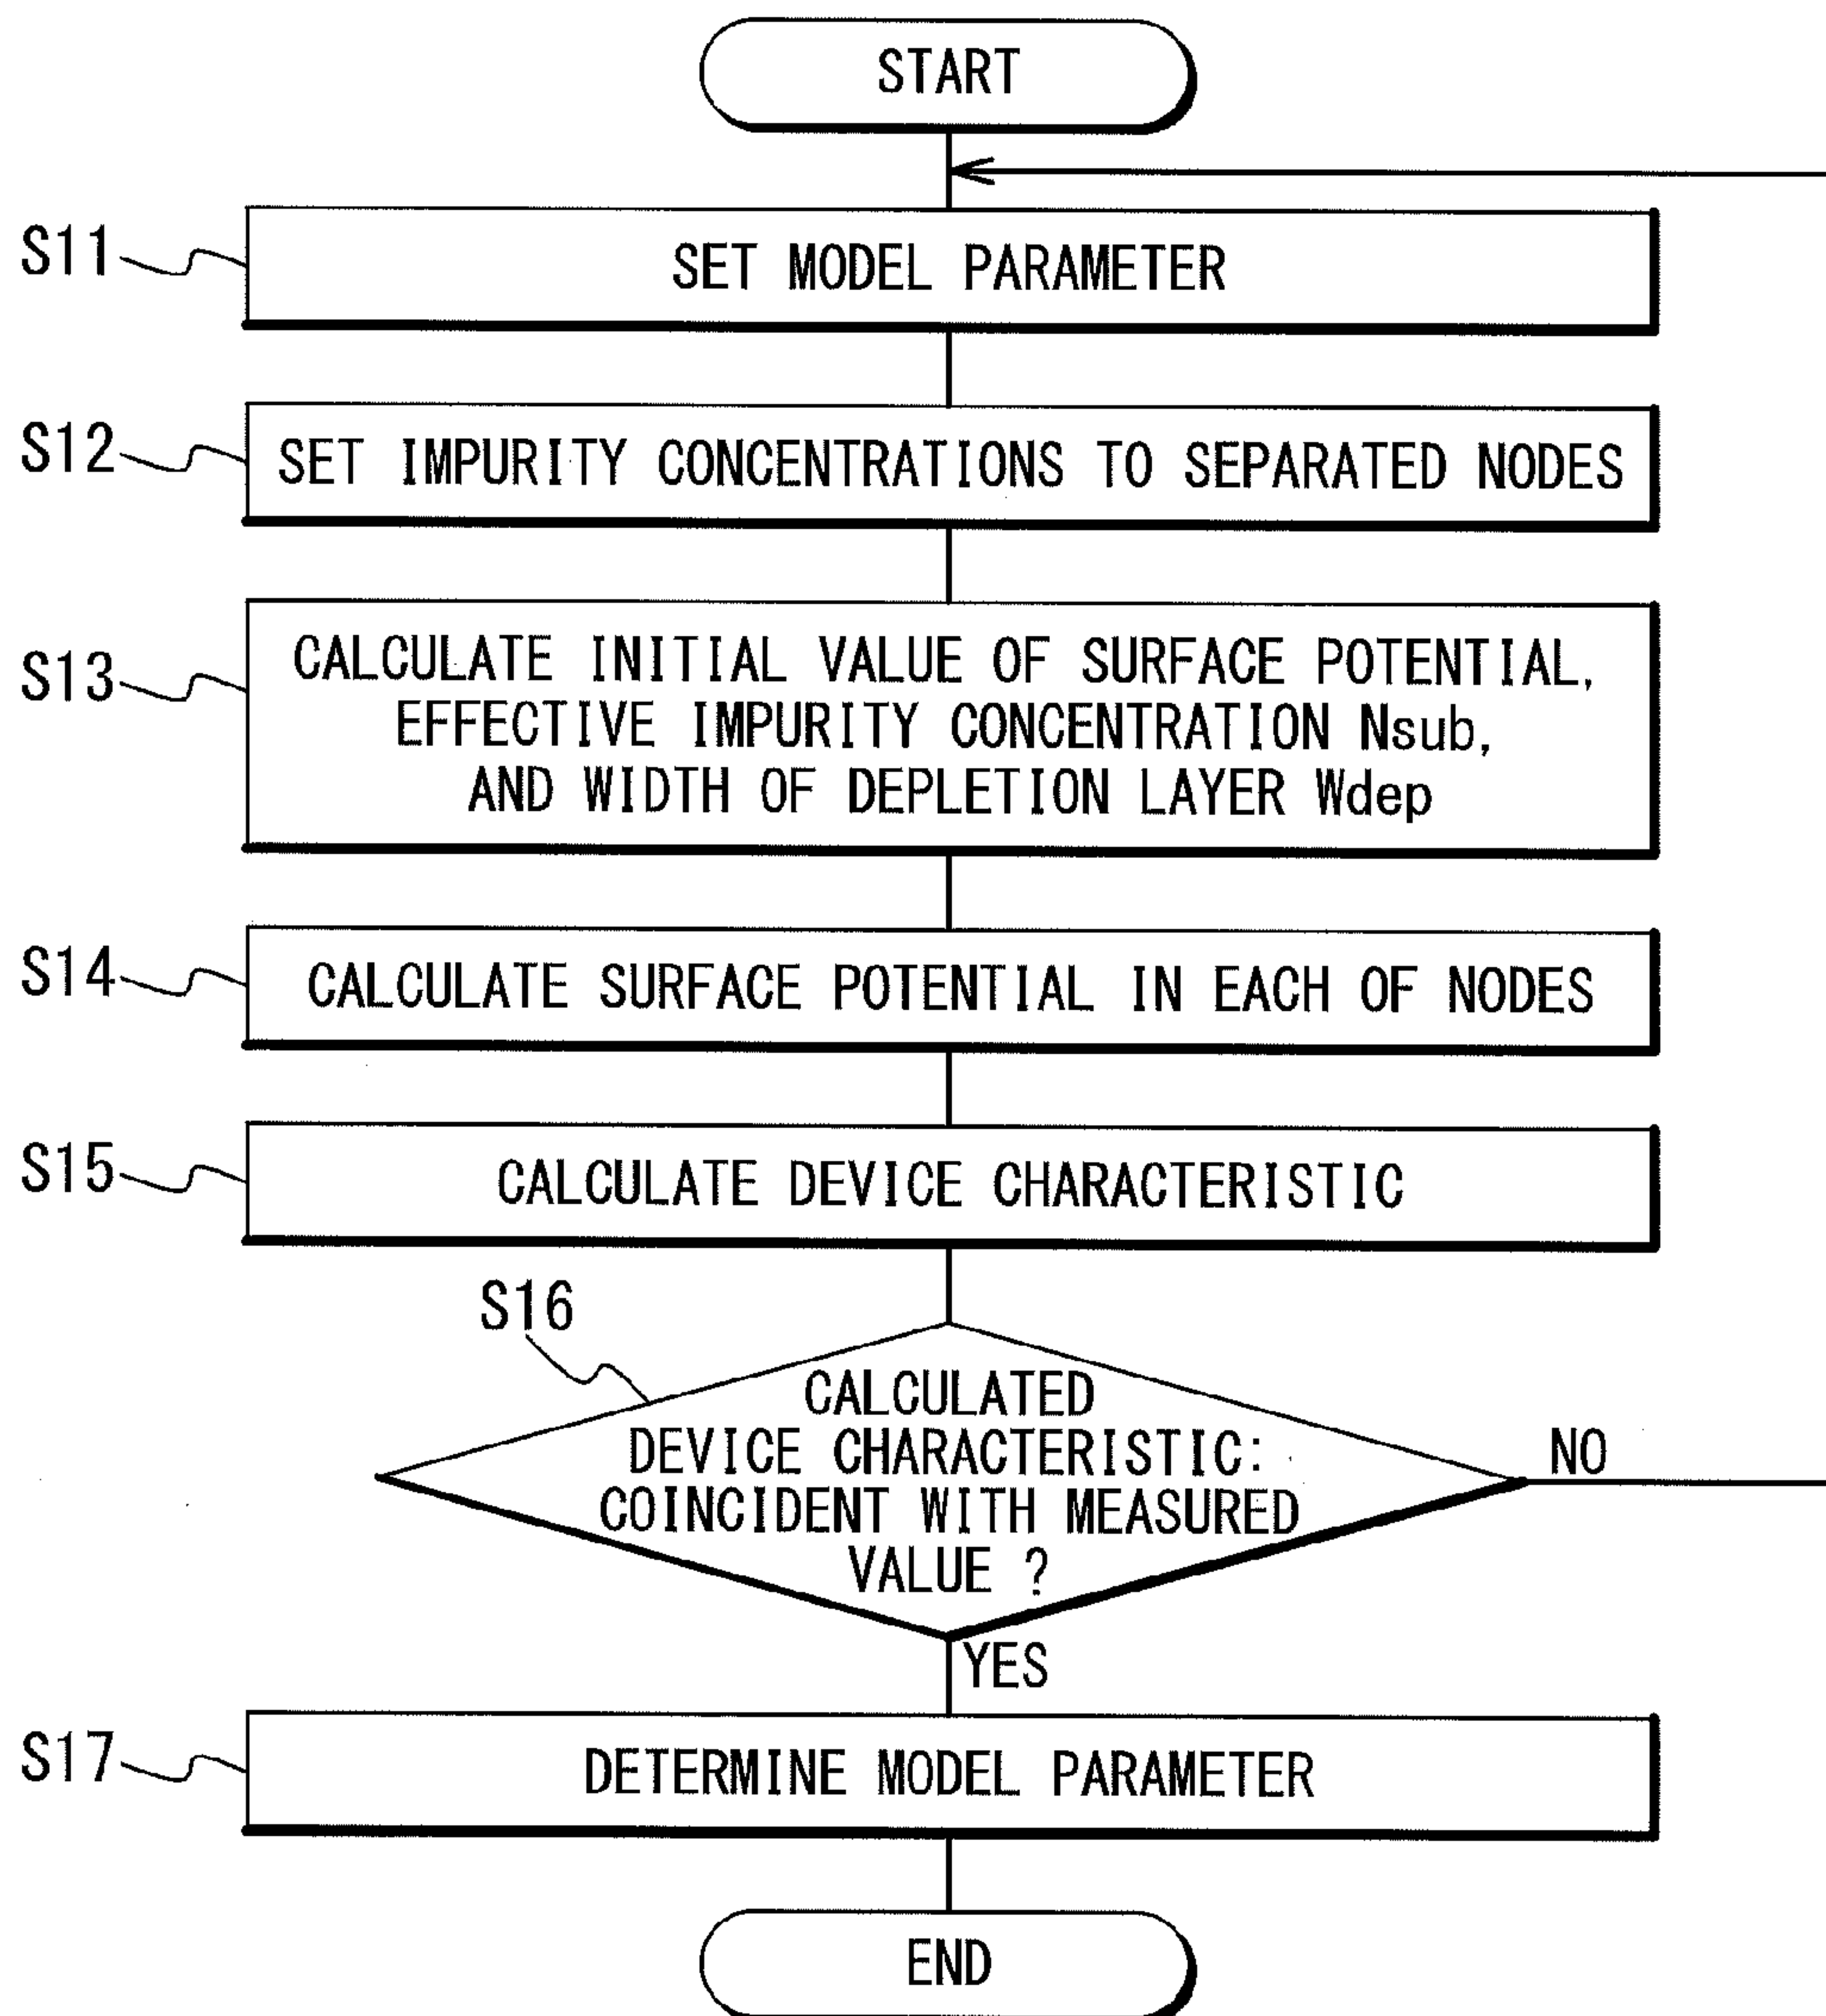 START
S11
SET MODEL PARAMETER
S12
SET IMPURITY CONCENTRATIONS TO SEPARATED NODES
S13
CALCULATE INITIAL VALUE OF SURFACE POTENTIAL,
EFFECTIVE IMPURITY CONCENTRATION Nsub,
AND WIDTH OF DEPLETION LAYER Wdep
S14
CALCULATE SURFACE POTENTIAL IN EACH OF NODES
S15
CALCULATE DEVICE CHARACTERISTIC
S16
CALCULATED
DEVICE CHARACTERISTIC:
COINCIDENT WITH MEASURED
VALUE ?
NO
YES
S17
DETERMINE MODEL PARAMETER
END